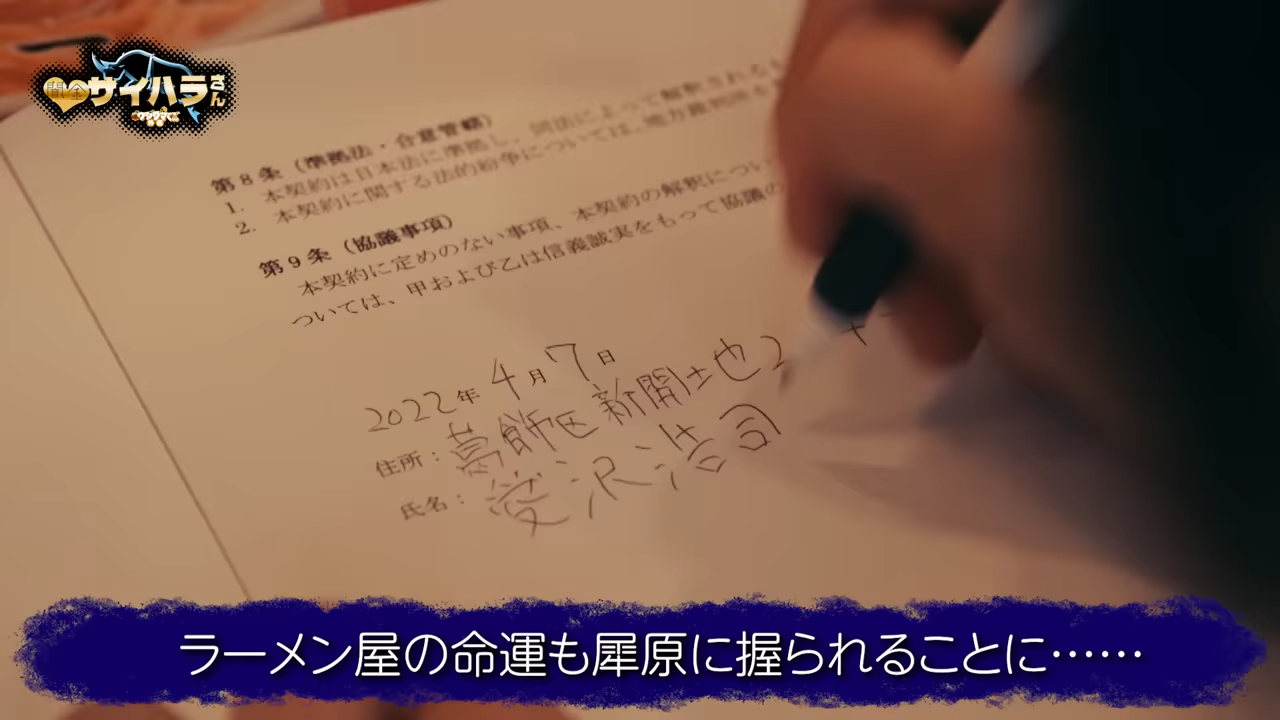 闇金サイハラさん
第8条（準拠法・合意管轄）
1. 本契約は日本法に準拠し、同法によって解釈される
2. 本契約に関する法的紛争については、地方裁判所を
第9条（協議事項）
本契約に定めのない事項、本契約の解釈につい
ついては、甲および乙は信義誠実をもって協議の
2022年4月7日
住所：葛飾区新開土也2
氏名：愛沢浩司
ラーメン屋の命運も犀原に握られることに……